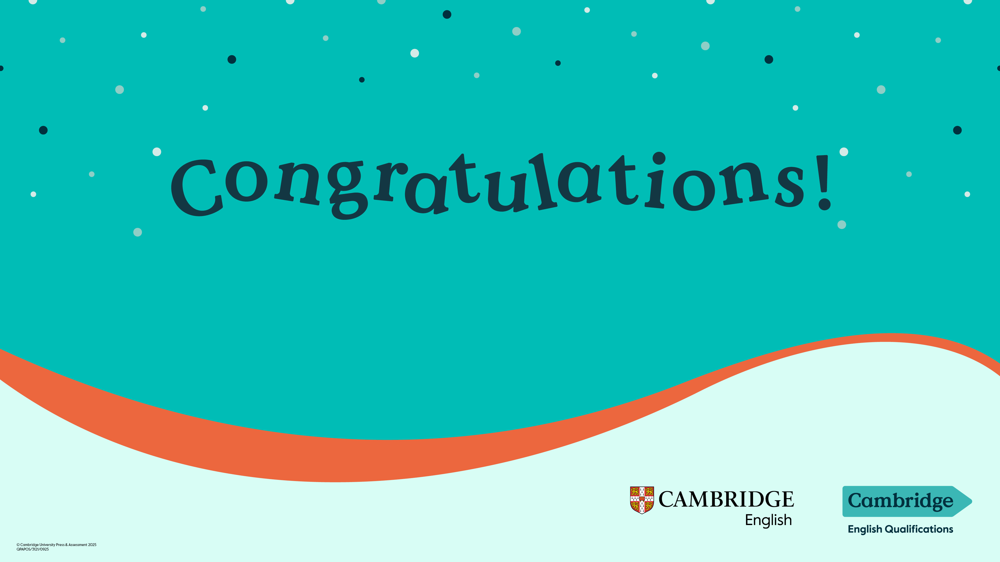 Congratulations!
CAMBRIDGE
English
Cambridge
English Qualifications
© Cambridge University Press & Assessment 2025
QPAPOS/3121/0925